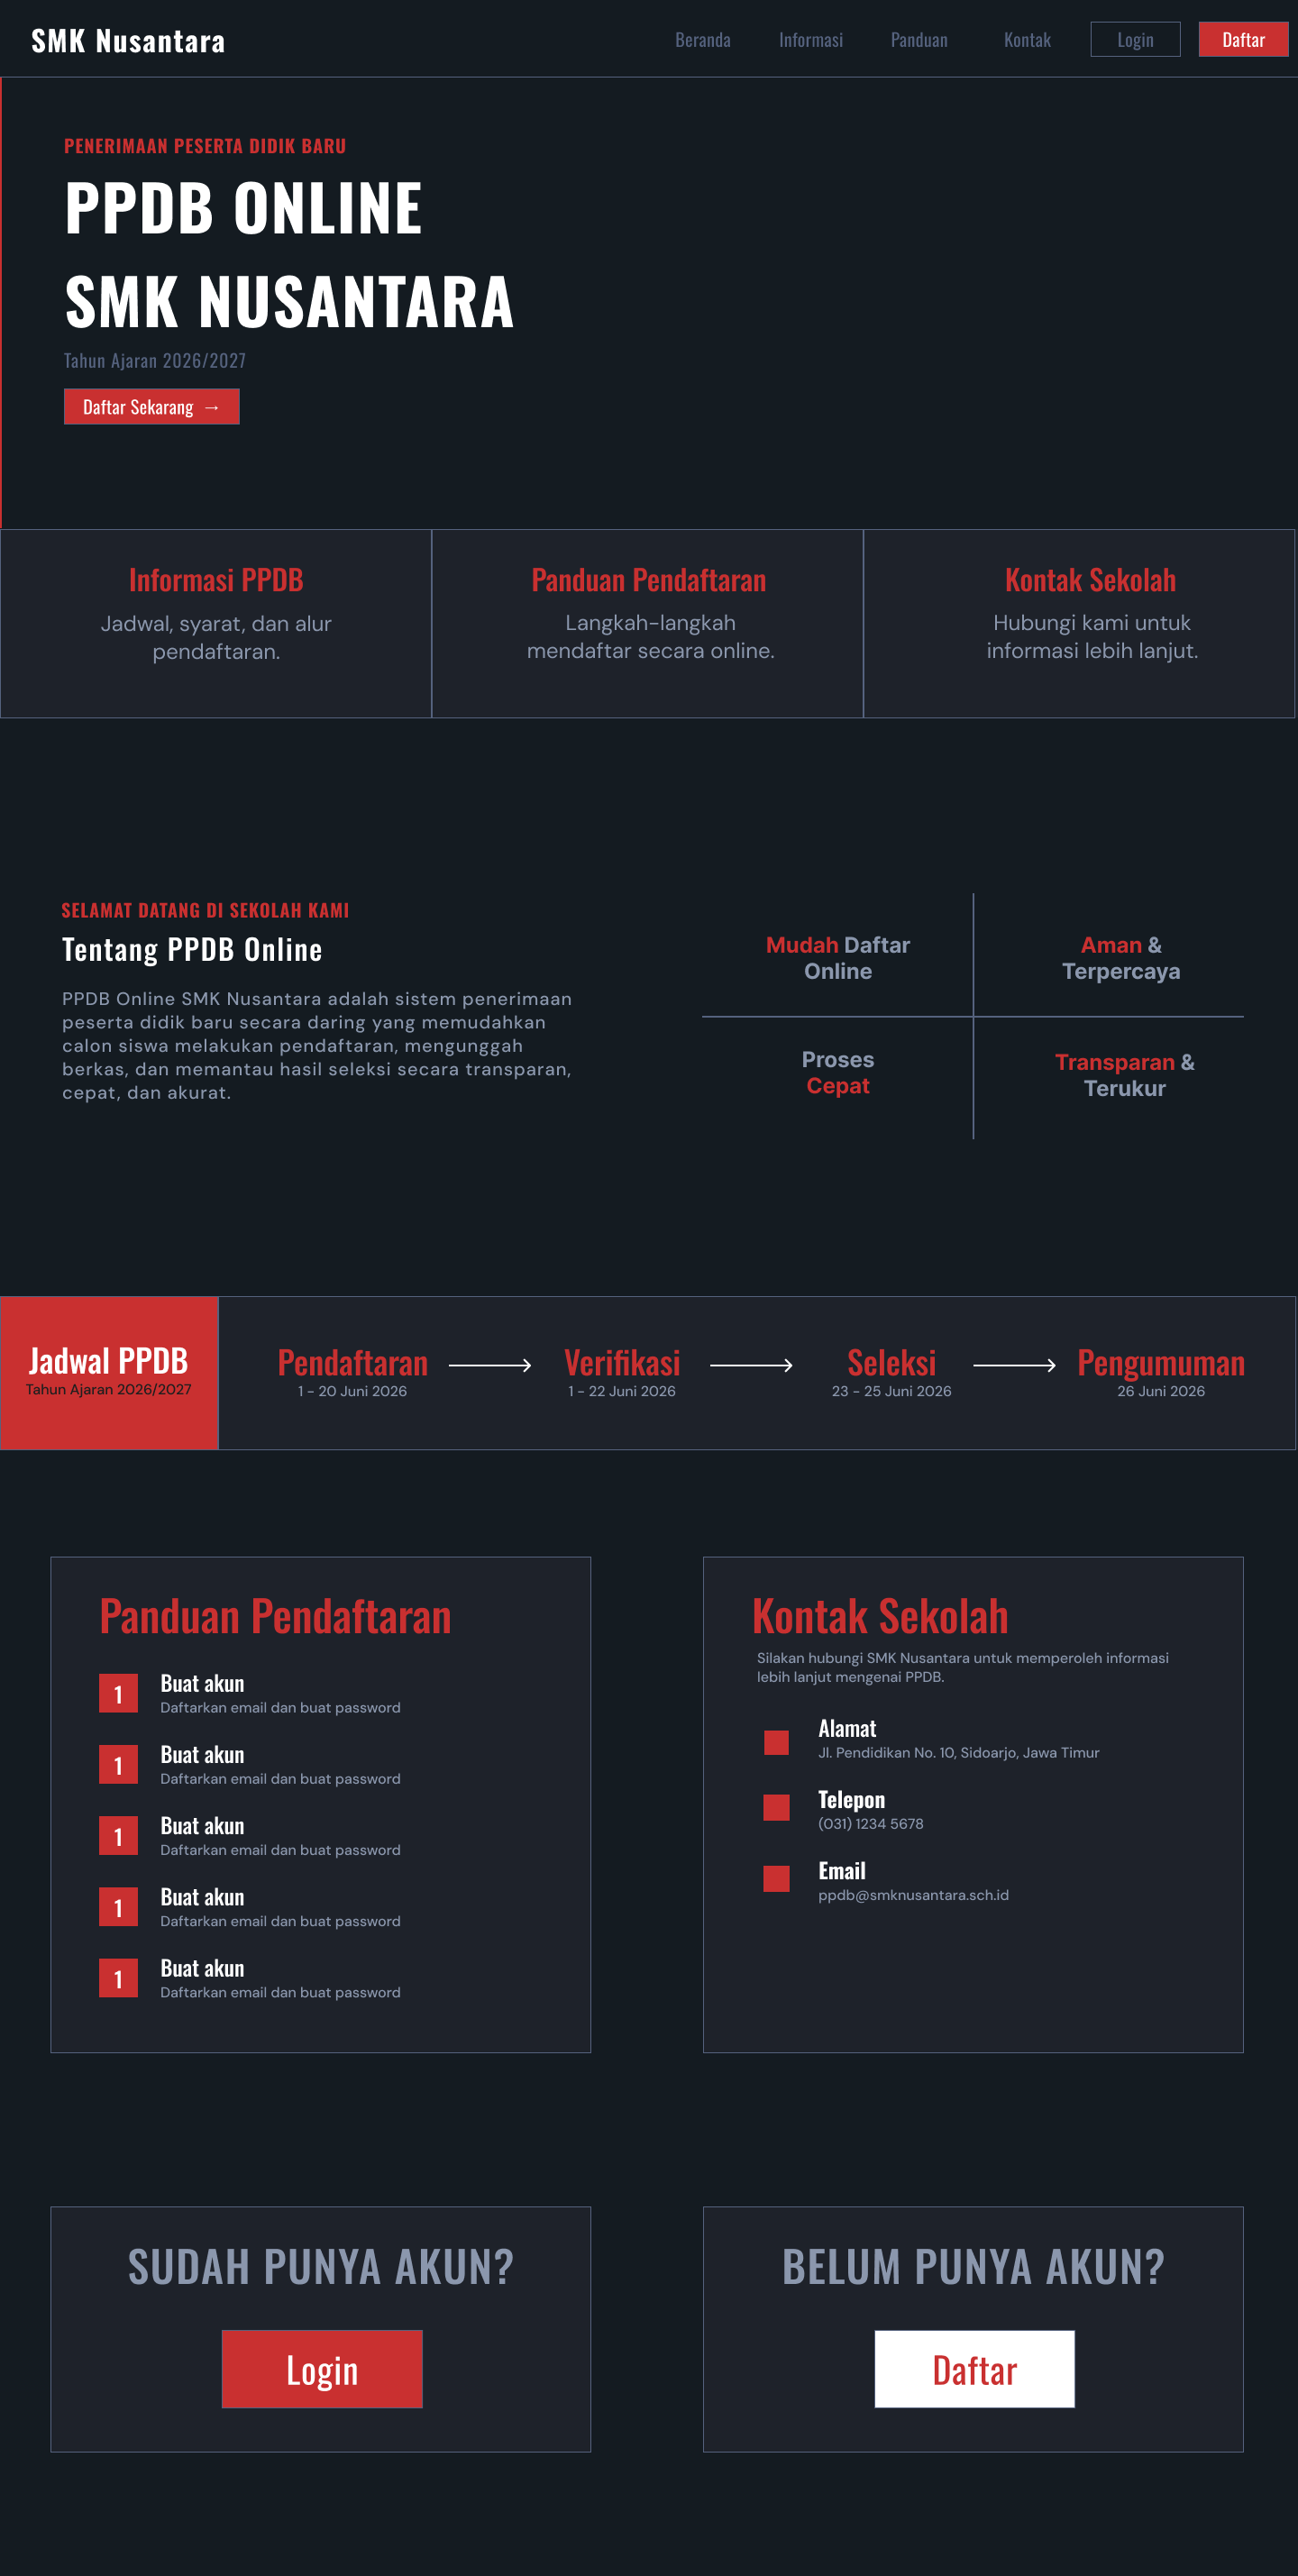 SMK Nusantara
Beranda
Informasi
Panduan
Kontak
Login
Daftar
PENERIMAAN PESERTA DIDIK BARU
PPDB ONLINE
SMK NUSANTARA
Tahun Ajaran 2026/2027
Daftar Sekarang →
Informasi PPDB
Jadwal, syarat, dan alur
pendaftaran.
Panduan Pendaftaran
Langkah-langkah
mendaftar secara online.
Kontak Sekolah
Hubungi kami untuk
informasi lebih lanjut.
SELAMAT DATANG DI SEKOLAH KAMI
Tentang PPDB Online
PPDB Online SMK Nusantara adalah sistem penerimaan
peserta didik baru secara daring yang memudahkan
calon siswa melakukan pendaftaran, mengunggah
berkas, dan memantau hasil seleksi secara transparan,
cepat, dan akurat.
Mudah Daftar
Online
Aman &
Terpercaya
Proses
Cepat
Transparan &
Terukur
Jadwal PPDB
Tahun Ajaran 2026/2027
Pendaftaran
1 - 20 Juni 2026
Verifikasi
1 - 22 Juni 2026
Seleksi
23 - 25 Juni 2026
Pengumuman
26 Juni 2026
Panduan Pendaftaran
1
Buat akun
Daftarkan email dan buat password
1
Buat akun
Daftarkan email dan buat password
1
Buat akun
Daftarkan email dan buat password
1
Buat akun
Daftarkan email dan buat password
1
Buat akun
Daftarkan email dan buat password
Kontak Sekolah
Silakan hubungi SMK Nusantara untuk memperoleh informasi
lebih lanjut mengenai PPDB.
Alamat
Jl. Pendidikan No. 10, Sidoarjo, Jawa Timur
Telepon
(031) 1234 5678
Email
ppdb@smknusantara.sch.id
SUDAH PUNYA AKUN?
Login
BELUM PUNYA AKUN?
Daftar